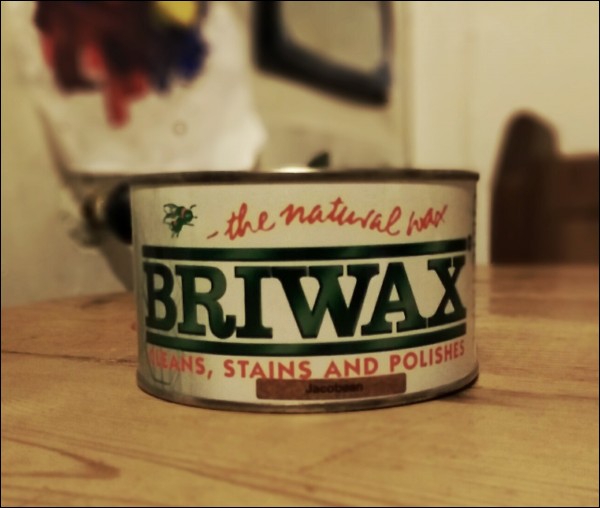 - the natural wax
BRIWAX
CLEANS, STAINS AND POLISHES
Jacobean